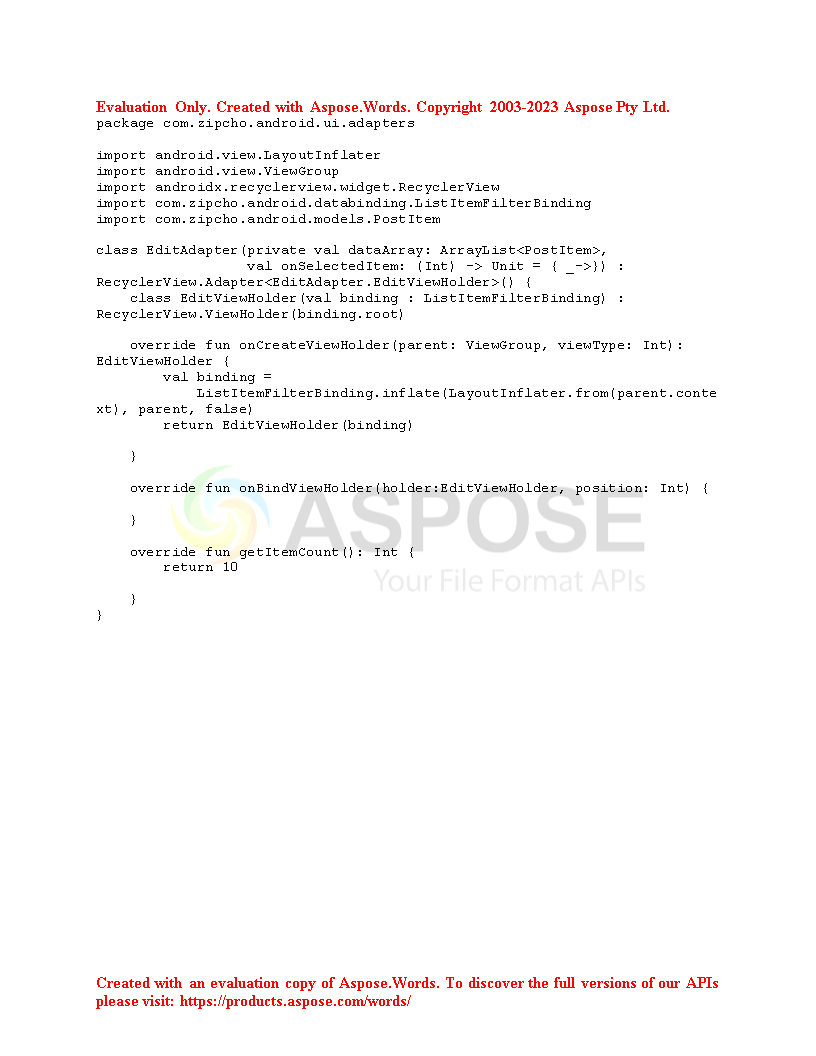 Evaluation Only. Created with Aspose.Words. Copyright 2003-2023 Aspose Pty Ltd.
package com.zipcho.android.ui.adapters
import android.view.LayoutInflater
import android.view.ViewGroup
import androidx.recyclerview.widget.RecyclerView
import com.zipcho.android.databinding.ListItemFilterBinding
import com.zipcho.android.models.PostItem
class EditAdapter(private val dataArray: ArrayList<PostItem>,
                  val onSelectedItem: (Int) -> Unit = { _->}) :
RecyclerView.Adapter<EditAdapter.EditViewHolder>() {
    class EditViewHolder(val binding : ListItemFilterBinding) :
RecyclerView.ViewHolder(binding.root)
    override fun onCreateViewHolder(parent: ViewGroup, viewType: Int):
EditViewHolder {
        val binding =
            ListItemFilterBinding.inflate(LayoutInflater.from(parent.conte
xt), parent, false)
        return EditViewHolder(binding)
    }
    override fun onBindViewHolder(holder:EditViewHolder, position: Int) {
    }
ASPOSE
    override fun getItemCount(): Int {
        return 10
Your File Format APIs
    }
}
Created with an evaluation copy of Aspose.Words. To discover the full versions of our APIs
please visit: https://products.aspose.com/words/